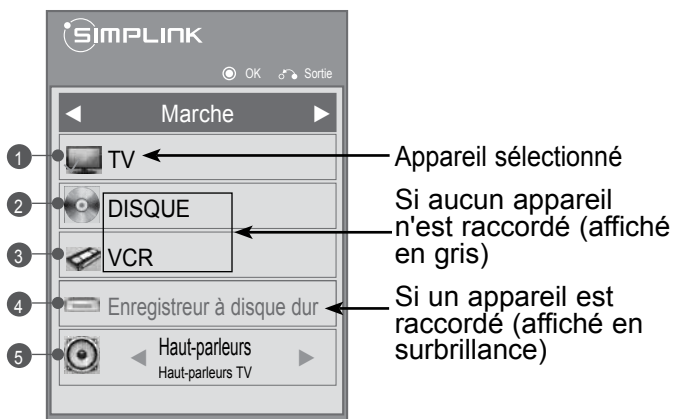 SIMPLINK
OK Sortie
Marche
1 TV
Appareil sélectionné
2 DISQUE
3 VCR
Si aucun appareil
n'est raccordé (affiché
en gris)
4 Enregistreur à disque dur
Si un appareil est
raccordé (affiché en
surbrillance)
5 Haut-parleurs
Haut-parleurs TV